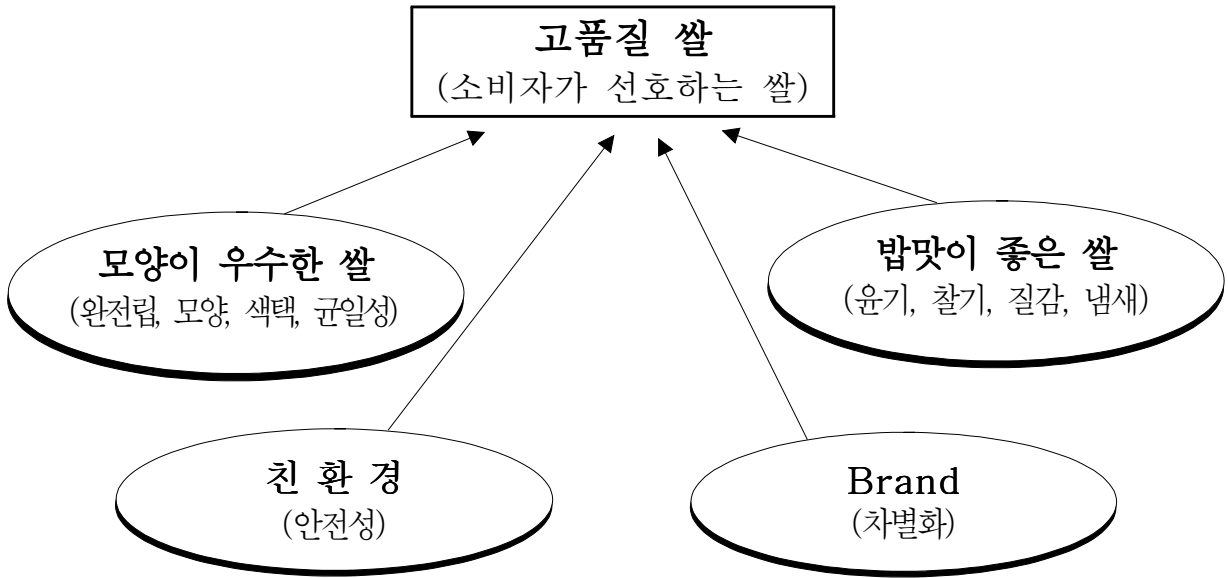 고품질 쌀
(소비자가 선호하는 쌀)
모양이 우수한 쌀
(완전립, 모양, 색택, 균일성)
밥맛이 좋은 쌀
(윤기, 찰기, 질감, 냄새)
친 환 경
(안전성)
Brand
(차별화)